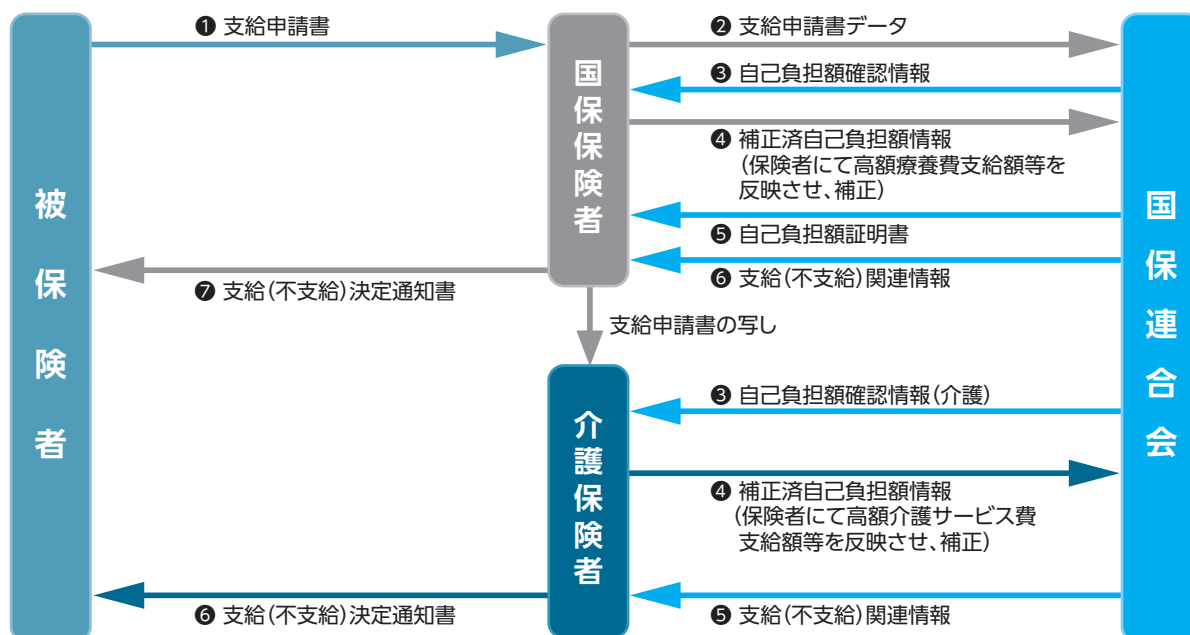 被保険者
❶ 支給申請書
国保保険者
❷ 支給申請書データ
❸ 自己負担額確認情報
❹ 補正済自己負担額情報
(保険者にて高額療養費支給額等を
反映させ、補正)
❺ 自己負担額証明書
❻ 支給(不支給)関連情報
❼ 支給(不支給)決定通知書
支給申請書の写し
国保連合会
介護保険者
❸ 自己負担額確認情報(介護)
❹ 補正済自己負担額情報
(保険者にて高額介護サービス費
支給額等を反映させ、補正)
❺ 支給(不支給)関連情報
❻ 支給(不支給)決定通知書